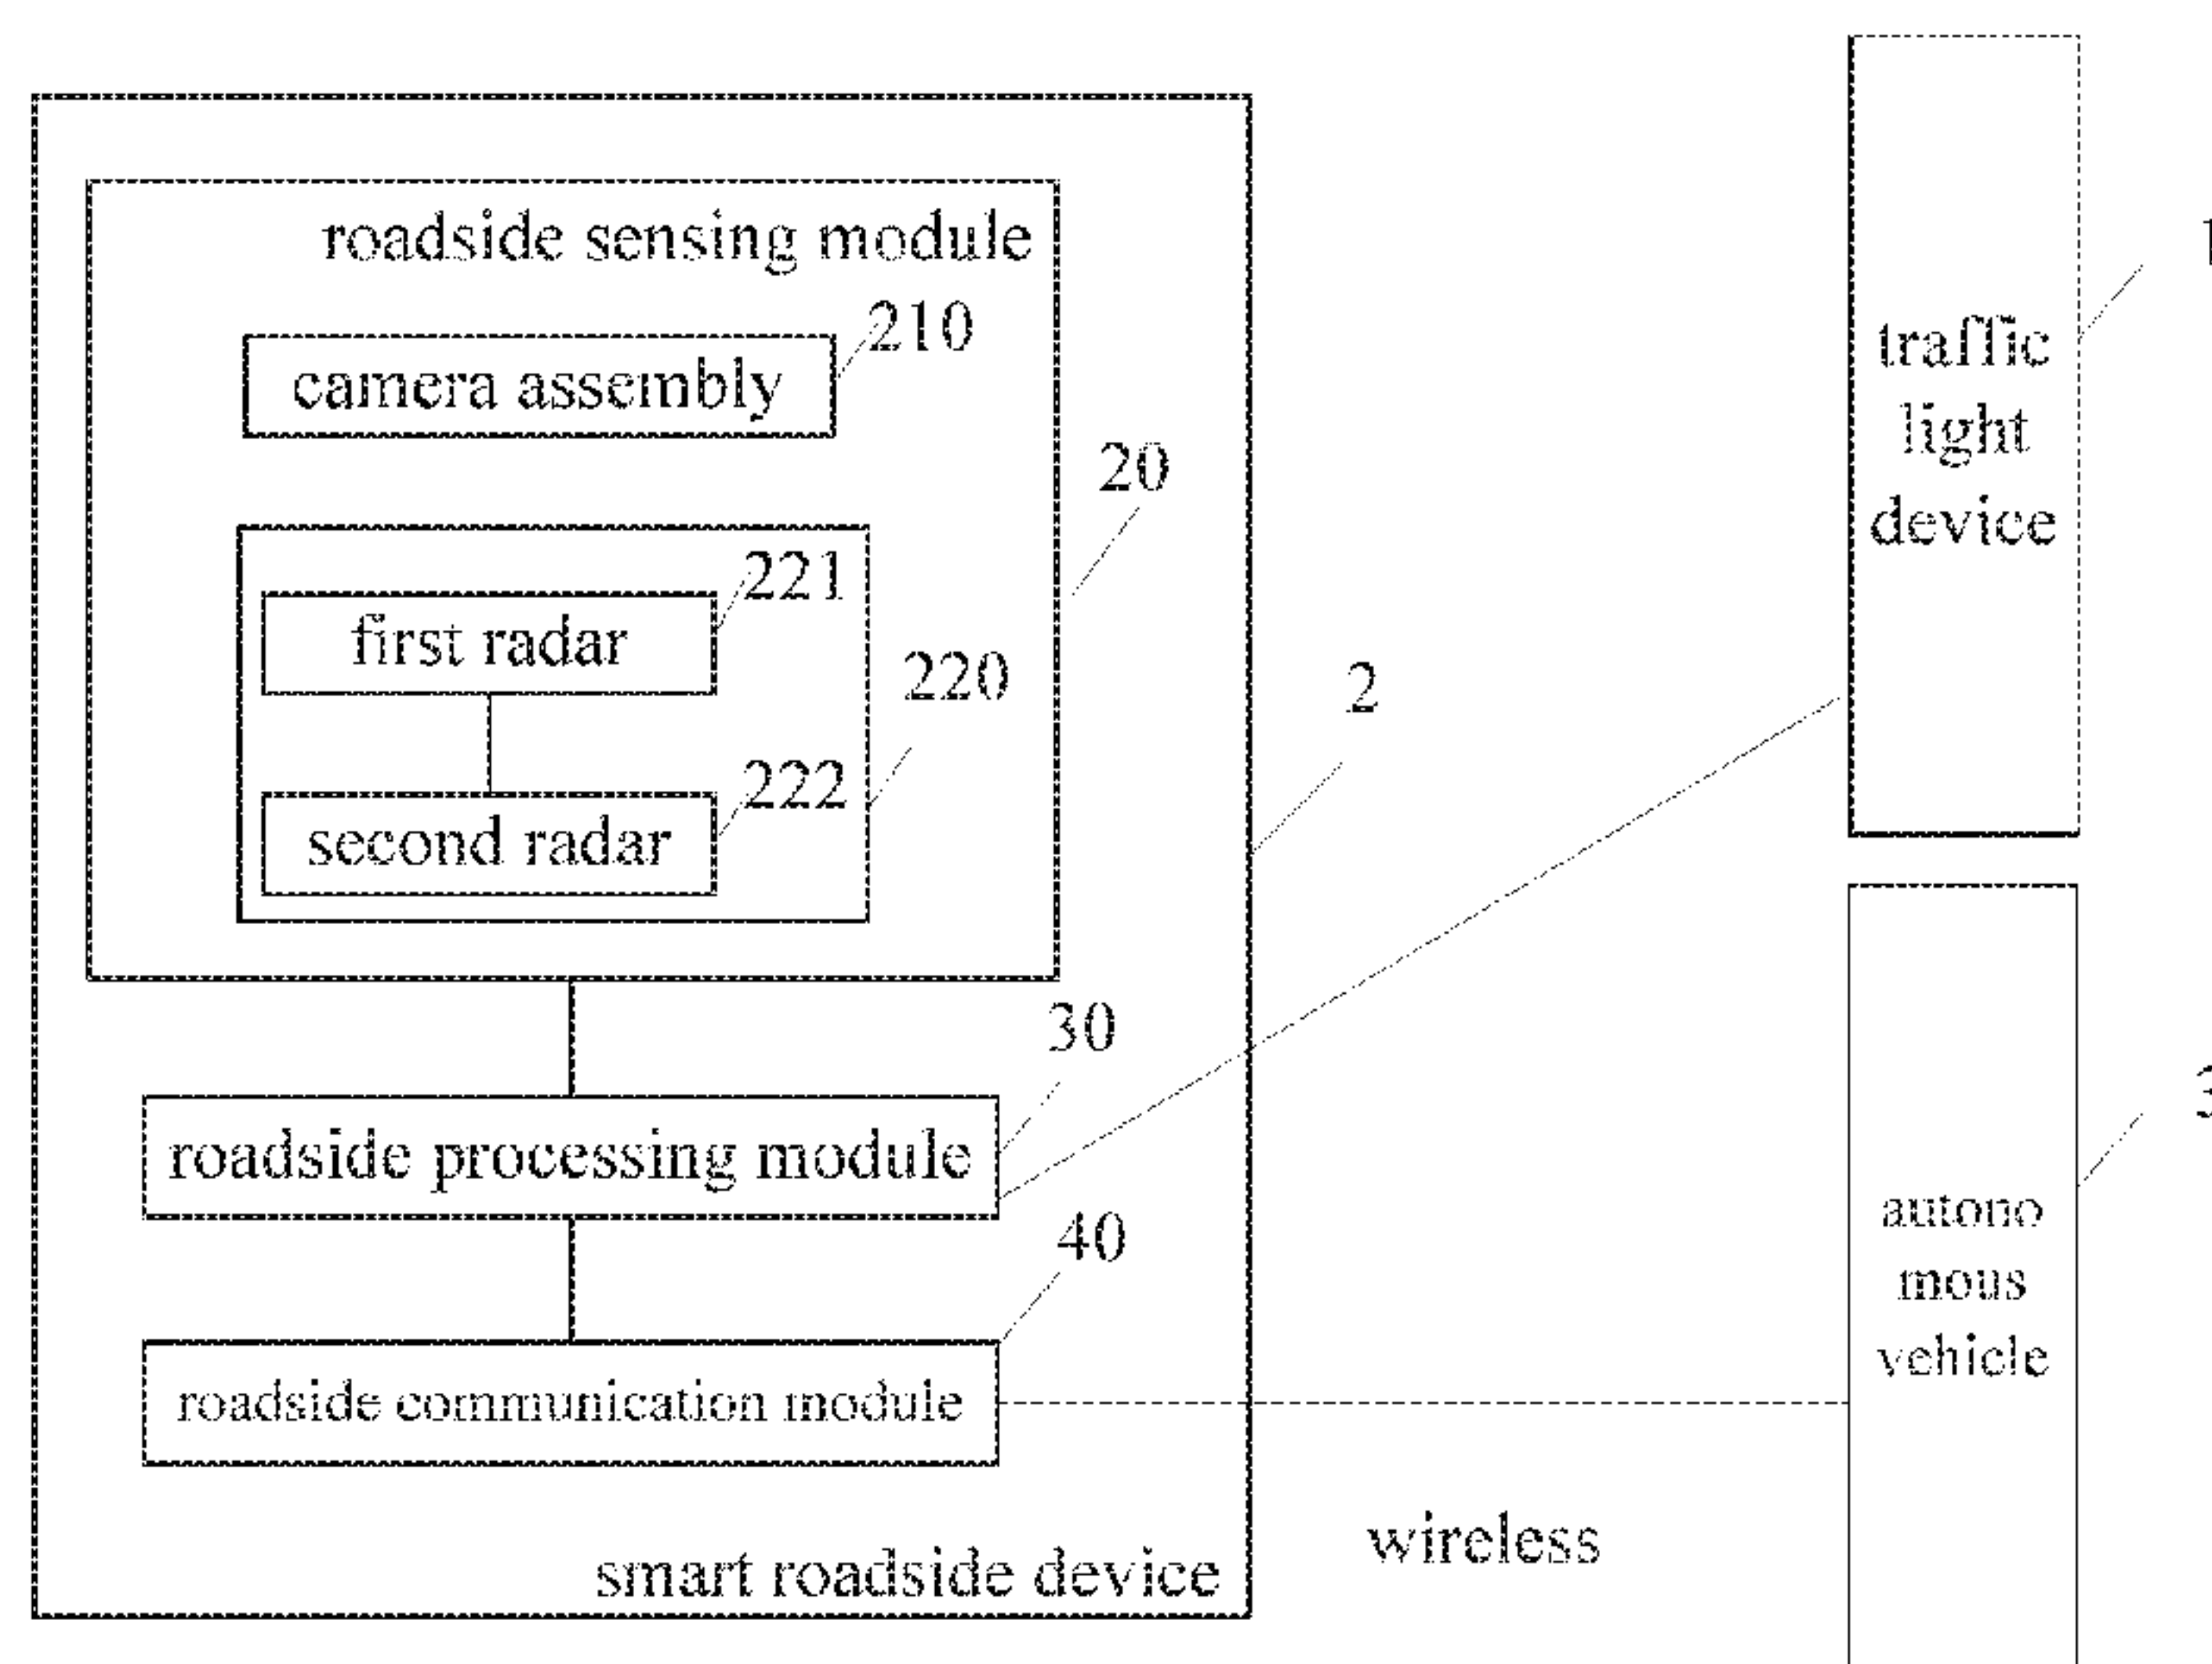 roadside sensing module
210
camera assembly
20
221
first radar
220
222
second radar
2
30
roadside processing module
40
roadside communication module
smart roadside device
wireless
traffic
light
device
3
autono
mous
vehicle